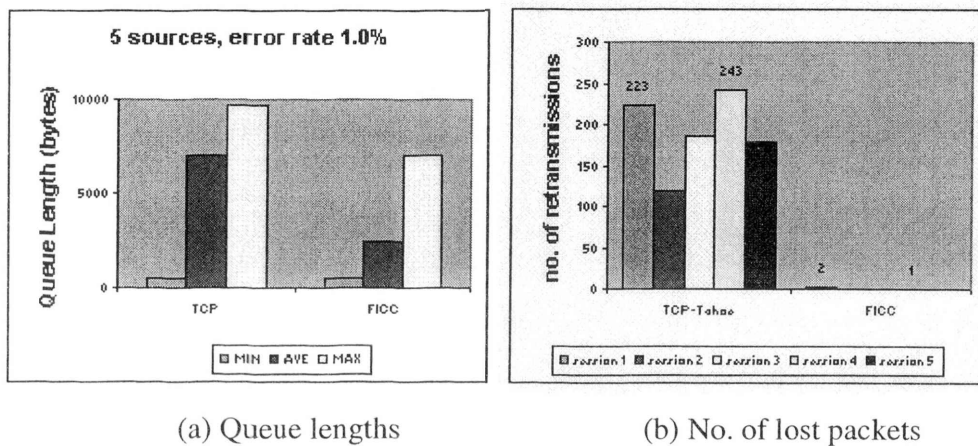 5 sources, error rate 1.0%
Queue Length (bytes)
10000
5000
0
TCP
FICC
MIN AVE MAX
(a) Queue lengths
no. of retransmissions
300
250
200
150
100
50
0
223
243
2
1
TCP-Tahoe
FICC
session 1 session 2 session 3 session 4 session 5
(b) No. of lost packets